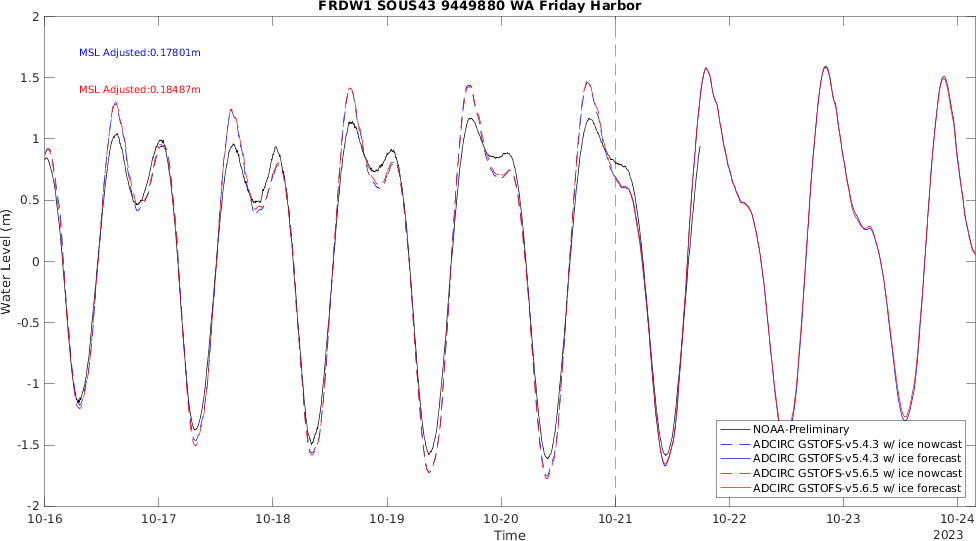 FRDW1 SOUS43 9449880 WA Friday Harbor
2
1.5
1
0.5
0
-0.5
-1
-1.5
-2
Water Level (m)
MSL Adjusted:0.17801m
MSL Adjusted:0.18487m
NOAA-Preliminary
ADCIRC GSTOFS-v5.4.3 w/ ice nowcast
ADCIRC GSTOFS-v5.4.3 w/ ice forecast
ADCIRC GSTOFS-v5.6.5 w/ ice nowcast
ADCIRC GSTOFS-v5.6.5 w/ ice forecast
10-16 10-17 10-18 10-19 10-20 10-21 10-22 10-23 10-24
Time
2023